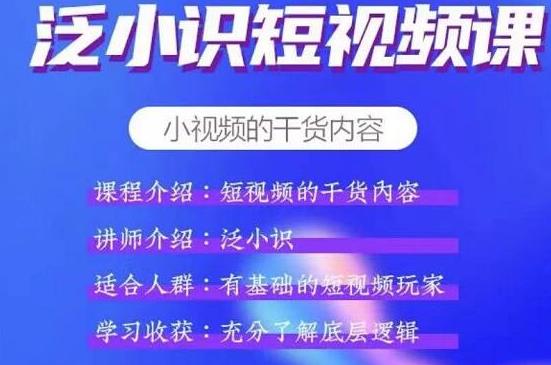 泛小识短视频课
小视频的干货内容
课程介绍：短视频的干货内容
讲师介绍：泛小识
适合人群：有基础的短视频玩家
学习收获：充分了解底层逻辑